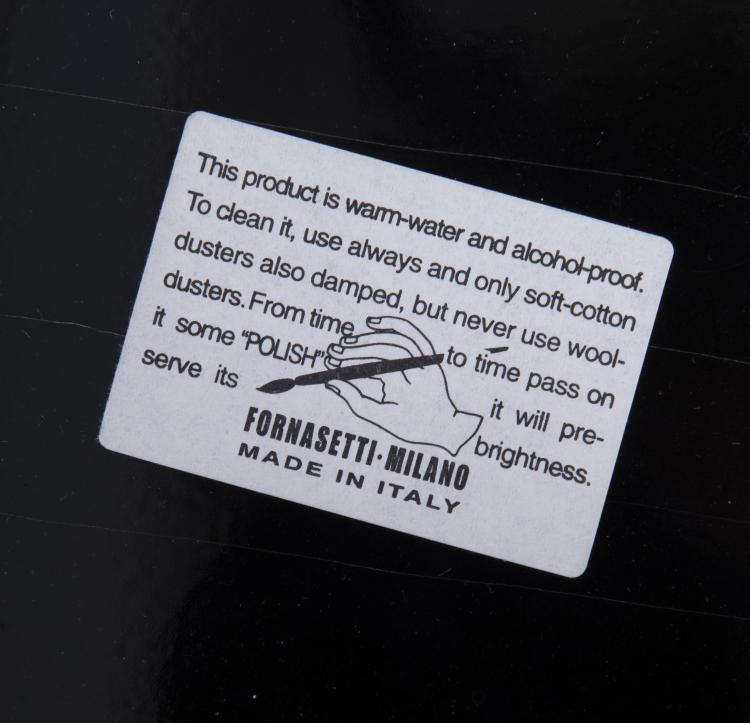 This product is warm-water and alcohol-proof.
To clean it, use always and only soft-cotton
dusters also damped, but never use wool-
dusters. From time to time pass on
it some “POLISH” it will pre-
serve its brightness.
FORNASETTI·MILANO
MADE IN ITALY